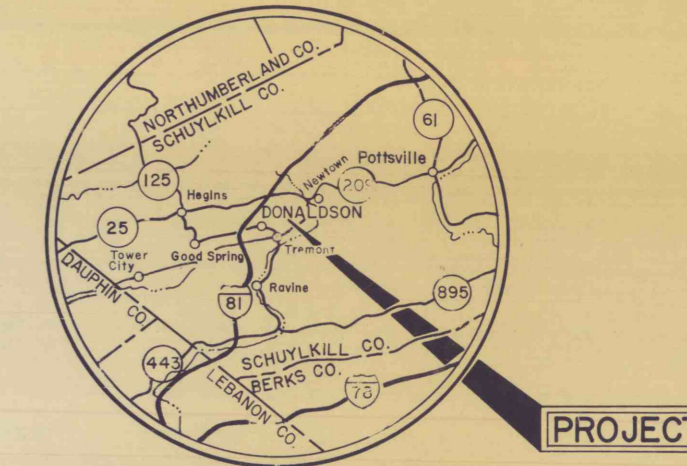 NORTHUMBERLAND CO.
SCHUYLKILL CO.
61
125
Pottsville
Newtown
209
Hegins
DONALDSON
25
Good Spring
Tremont
Tower
City
DAUPHIN CO.
81
Ravine
895
443
SCHUYLKILL CO.
BERKS CO.
LEBANON CO.
78
PROJECT